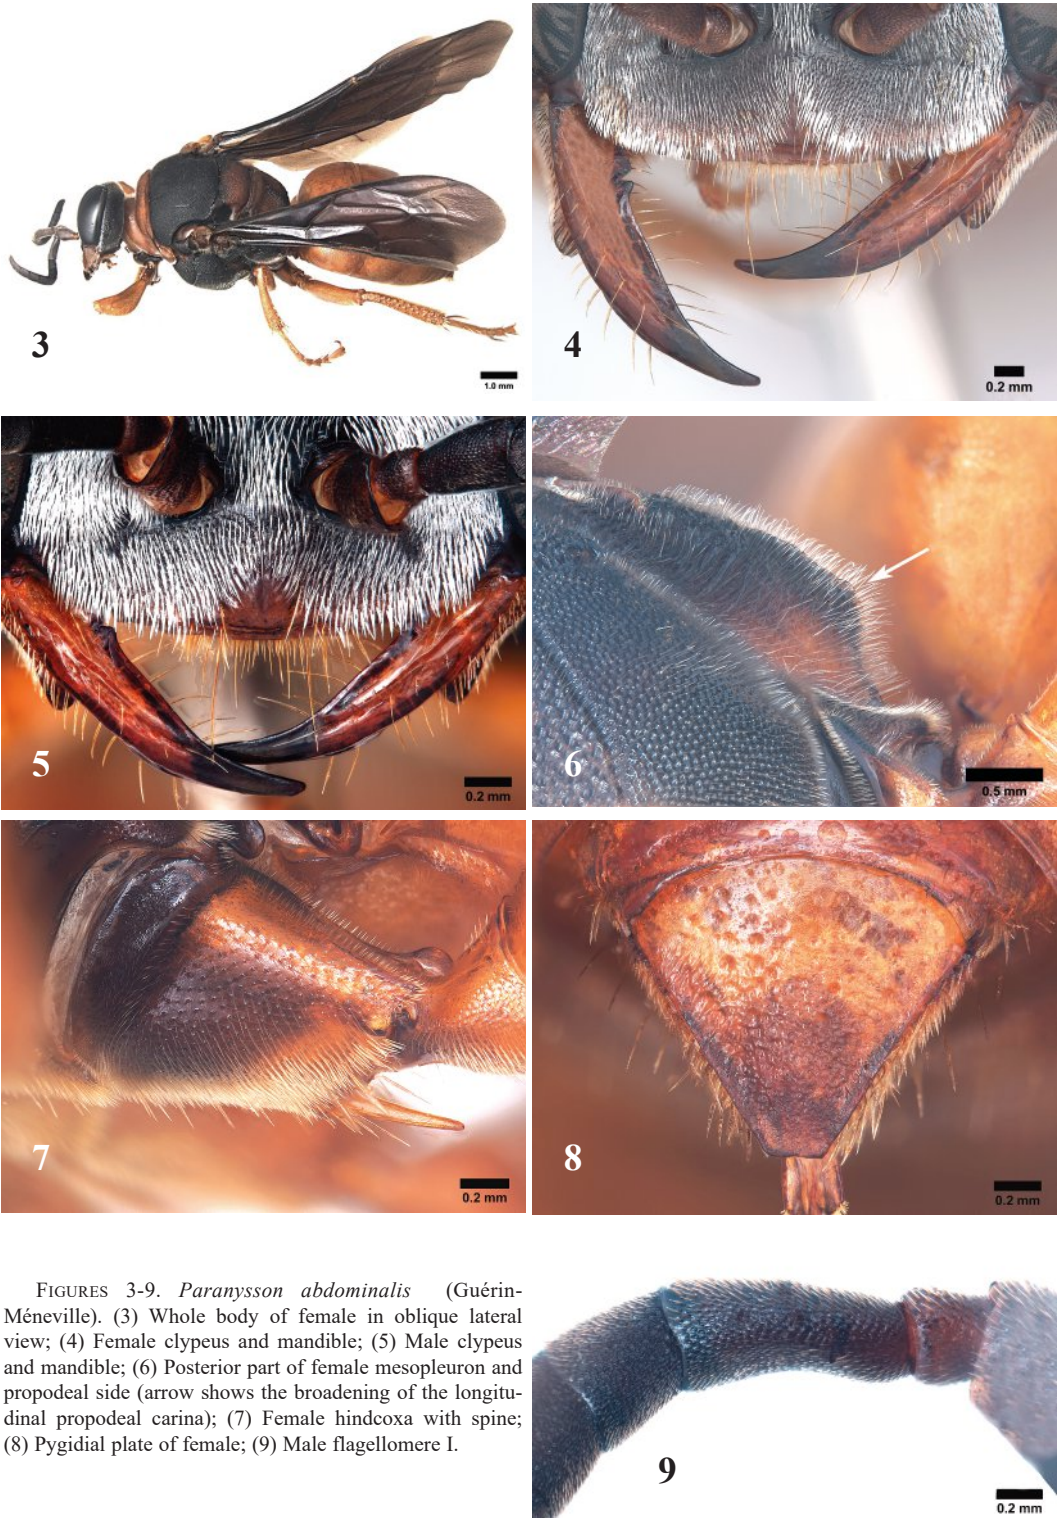 3
1.0 mm
4
0.2 mm
5
0.2 mm
6
0.5 mm
7
0.2 mm
8
0.2 mm
FIGURES 3-9. Paranysson abdominalis (Guérin-
Méneville). (3) Whole body of female in oblique lateral
view; (4) Female clypeus and mandible; (5) Male clypeus
and mandible; (6) Posterior part of female mesopleuron and
propodeal side (arrow shows the broadening of the longitu-
dinal propodeal carina); (7) Female hindcoxa with spine;
(8) Pygidial plate of female; (9) Male flagellomere I.
9
0.2 mm